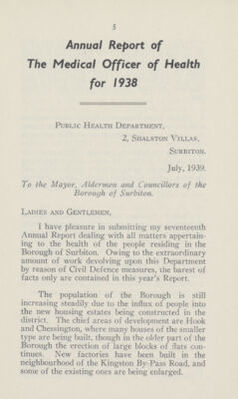 5
Annual Report of
The Medical Officer of Health
for 1938
Public Health Department,
2, Shalston Villas,
Surbiton.
July, 1939.
To the Mayor, Aldermen and Councillors of the
Borough of Surbiton.
Ladies and Gentlemen,
I have pleasure in submitting my seventeenth
Annual Report dealing with all matters appertain-
ing to the health of the people residing in the
Borough of Surbiton. Owing to the extraordinary
amount of work devolving upon this Department
by reason of Civil Defence measures, the barest of
facts only are contained in this year's Report.
The population of the Borough is still
increasing steadily due to the influx of people into
the new housing estates being constructed in the
district. The chief areas of development are Hook
and Chessington, where many houses of the smaller
type are being built, though in the older part of the
Borough the erection of large blocks of flats con-
tinues. New factories have been built in the
neighbourhood of the Kingston By-Pass Road, and
some of the existing ones are being enlarged.